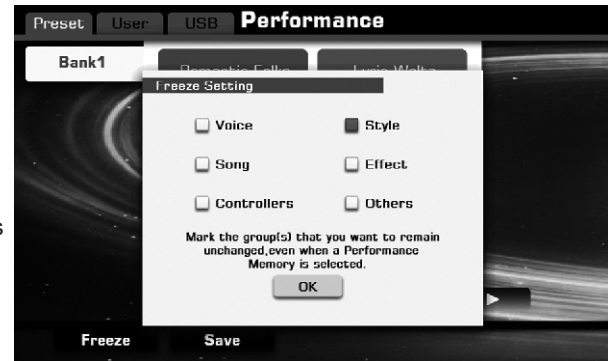 Preset User USB Performance
Bank1
Freeze Setting
Voice Style
Song Effect
Controllers Others
Mark the group(s) that you want to remain
unchanged,even when a Performance
Memory is selected.
OK
Freeze Save